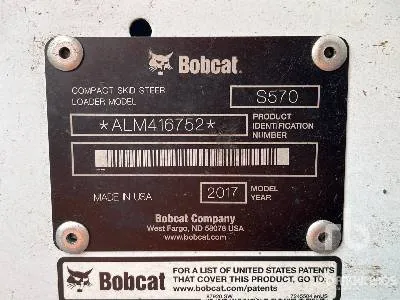 Bobcat.
COMPACT SKID STEER
LOADER MODEL
S570
*ALM416752*
PRODUCT
IDENTIFICATION
NUMBER
MADE IN USA
2017
MODEL
YEAR
Bobcat Company
West Fargo, ND 58078 USA
www.bobcat.com
Bobcat
FOR A LIST OF UNITED STATES PATENTS
THAT COVER THIS PRODUCT, GO TO:
www.bobcat.com/patents